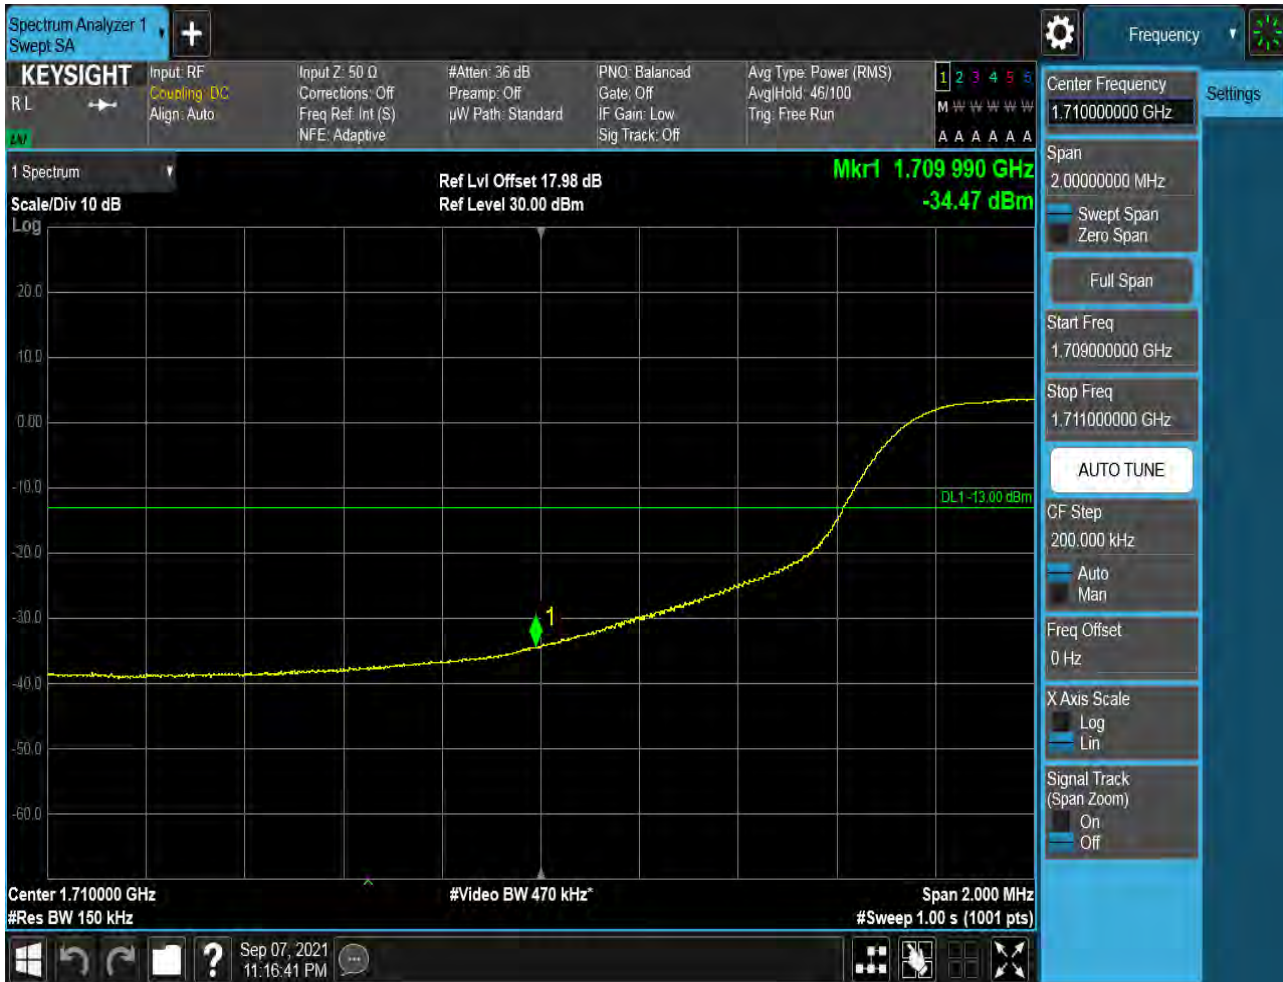 Spectrum Analyzer 1
Swept SA
+
Frequency
KEYSIGHT
R L
LNI
Input: RF
Coupling: DC
Align: Auto
Input Z: 50 Ω
Corrections: Off
Freq Ref: Int (S)
NFE: Adaptive
#Atten: 36 dB
Preamp: Off
µW Path: Standard
PNO: Balanced
Gate: Off
IF Gain: Low
Sig Track: Off
Avg Type: Power (RMS)
Avg|Hold: 46/100
Trig: Free Run
1 2 3 4 5 6
M W W W W W
A A A A A A
1 Spectrum
Scale/Div 10 dB
Log
Ref Lvl Offset 17.98 dB
Ref Level 30.00 dBm
Mkr1 1.709 990 GHz
-34.47 dBm
20.0
10.0
0.00
-10.0
DL1 -13.00 dBm
-20.0
-30.0
1
-40.0
-50.0
-60.0
Center 1.710000 GHz
#Res BW 150 kHz
#Video BW 470 kHz*
Span 2.000 MHz
#Sweep 1.00 s (1001 pts)
?
Sep 07, 2021
11:16:41 PM
Center Frequency
1.710000000 GHz
Span
2.00000000 MHz
Swept Span
Zero Span
Full Span
Start Freq
1.709000000 GHz
Stop Freq
1.711000000 GHz
AUTO TUNE
CF Step
200.000 kHz
Auto
Man
Freq Offset
0 Hz
X Axis Scale
Log
Lin
Signal Track
(Span Zoom)
On
Off
Settings